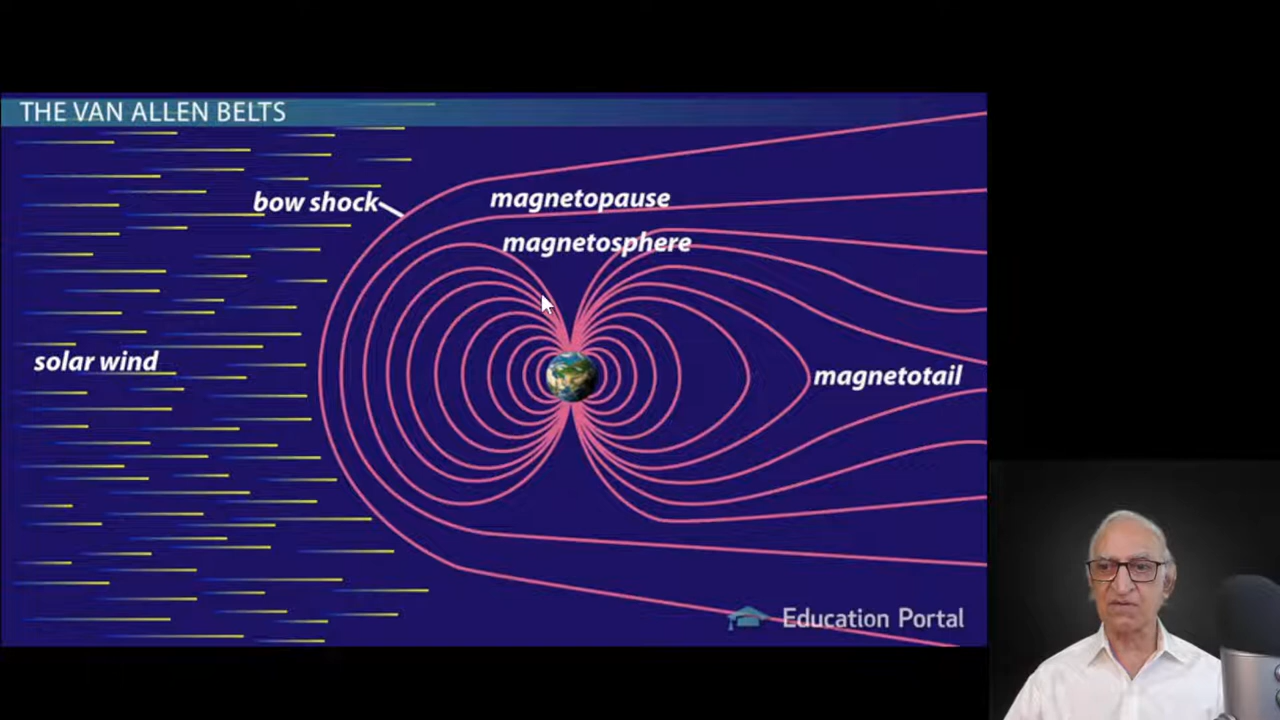 THE VAN ALLEN BELTS
bow shock
magnetopause
magnetosphere
solar wind
magnetotail
Education Portal